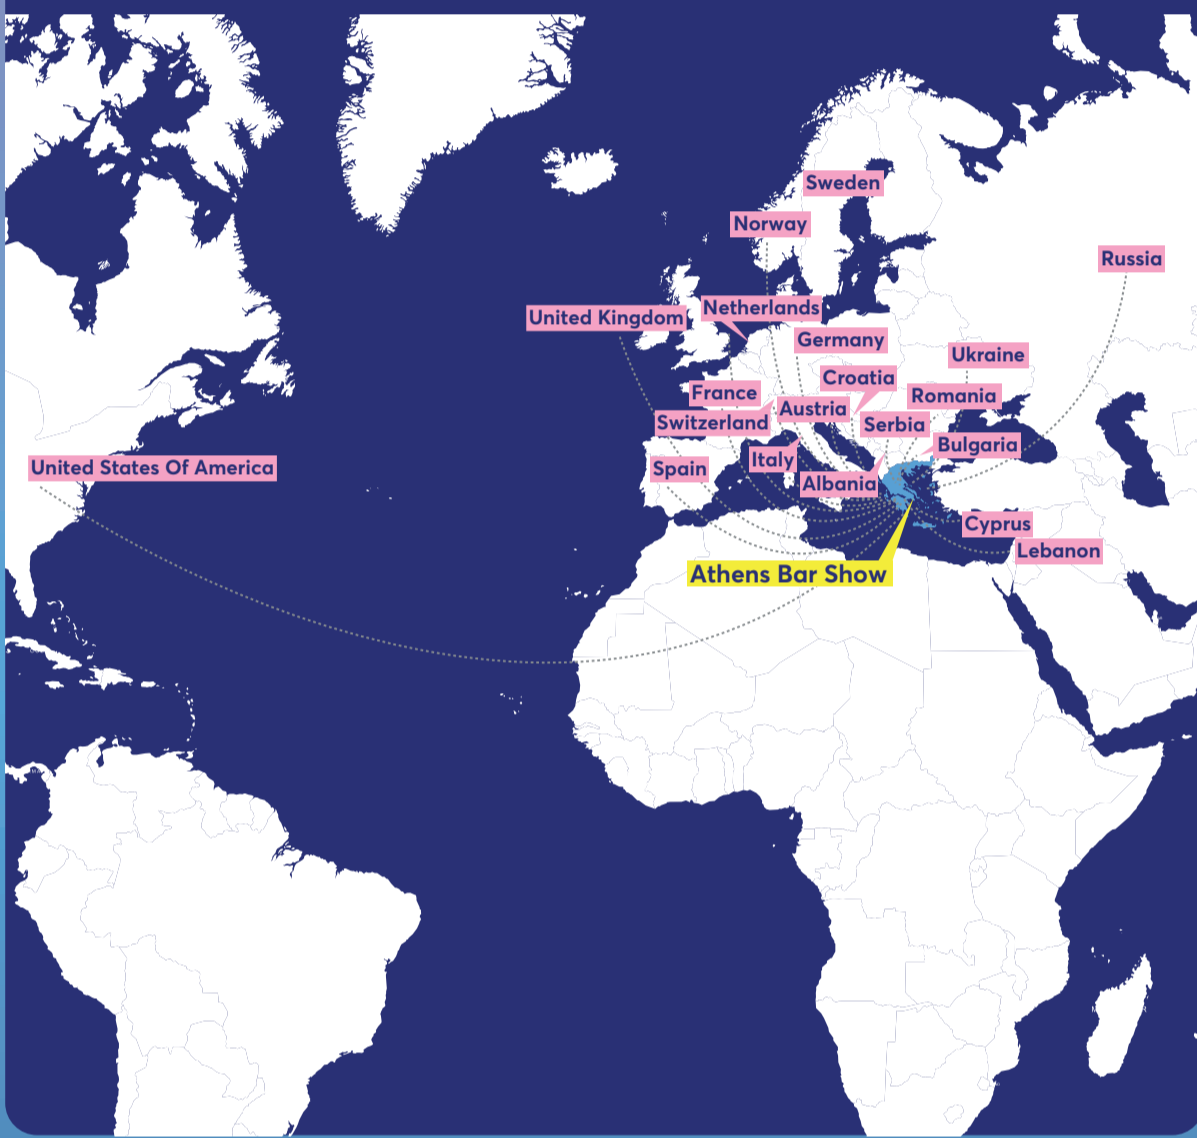 Sweden
Norway
Russia
Netherlands
United Kingdom
Germany
Ukraine
Croatia
France
Romania
Austria
Switzerland
Serbia
Bulgaria
Italy
United States Of America
Spain
Albania
Cyprus
Lebanon
Athens Bar Show